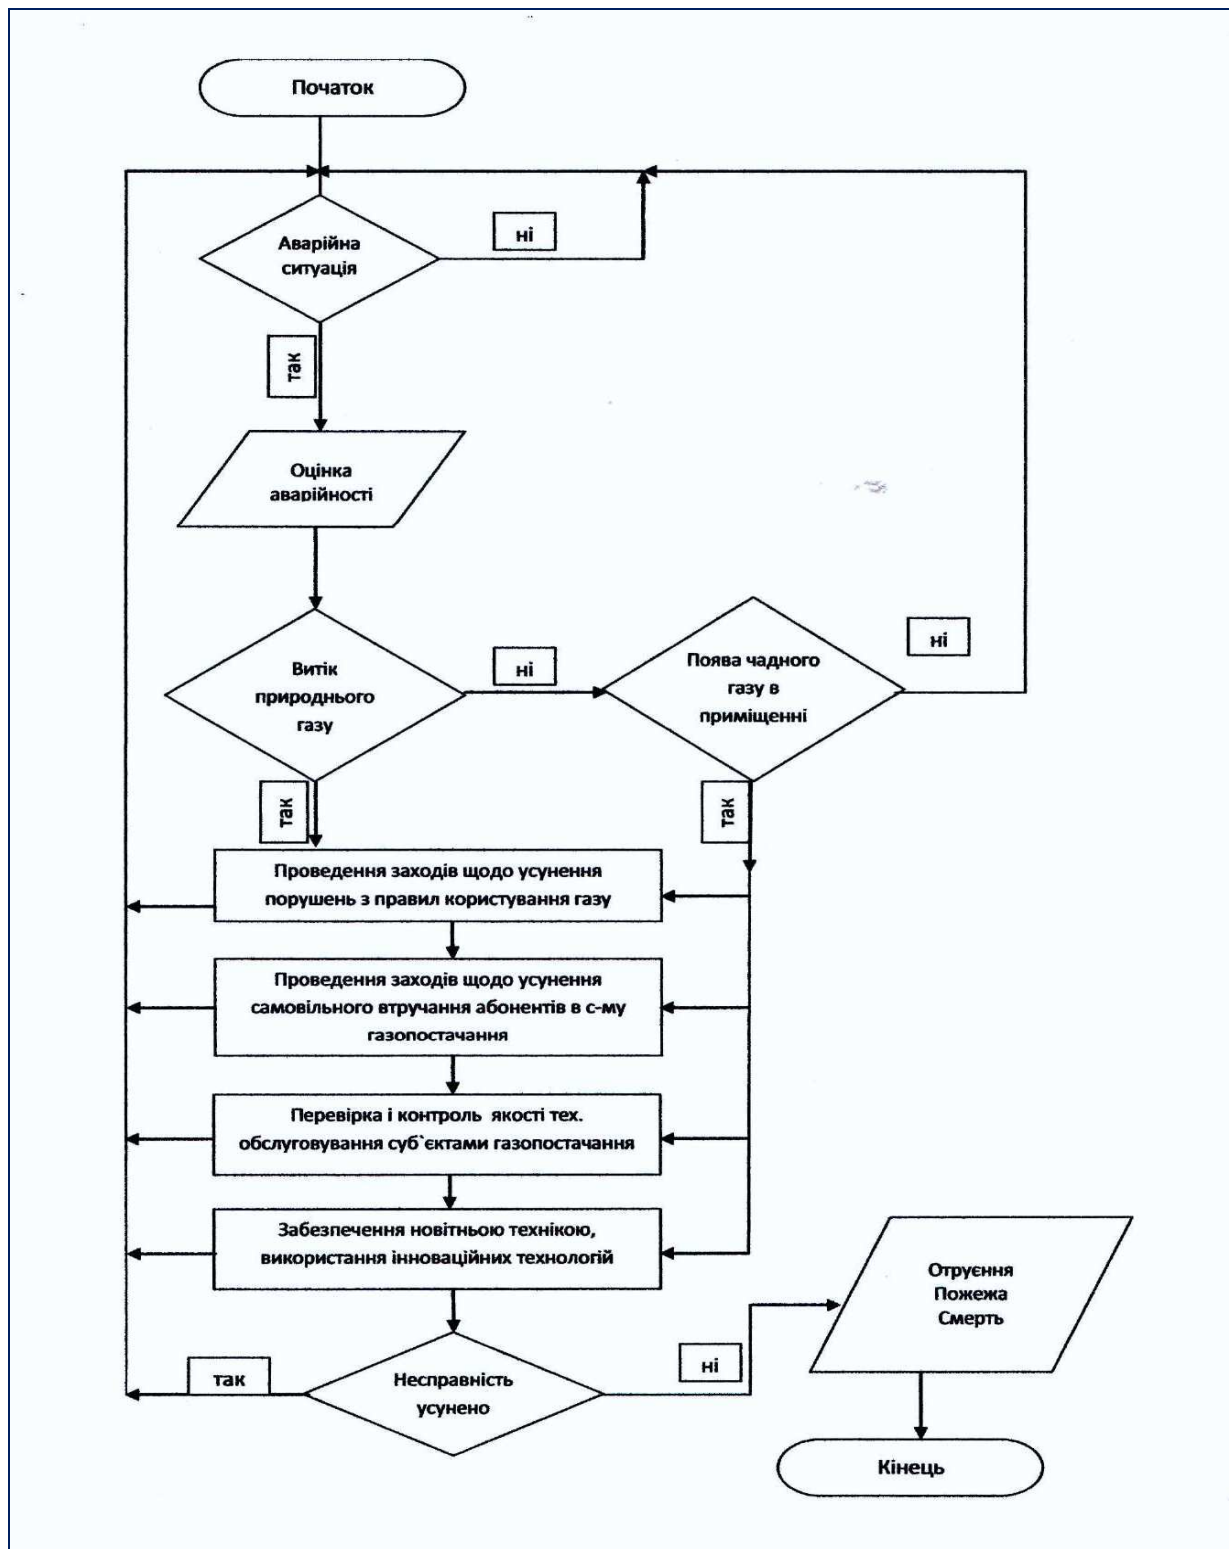 Початок
Аварійна
ситуація
ні
так
Оцінка
аварійності
Витік
природнього
газу
ні
Поява чадного
газу в
приміщенні
ні
так
так
Проведення заходів щодо усунення
порушень з правил користування газу
Проведення заходів щодо усунення
самовільного втручання абонентів в с-му
газопостачання
Перевірка і контроль якості тех.
обслуговування суб`єктами газопостачання
Забезпечення новітньою технікою,
використання інноваційних технологій
Отруєння
Пожежа
Смерть
так
Несправність
усунено
ні
Кінець